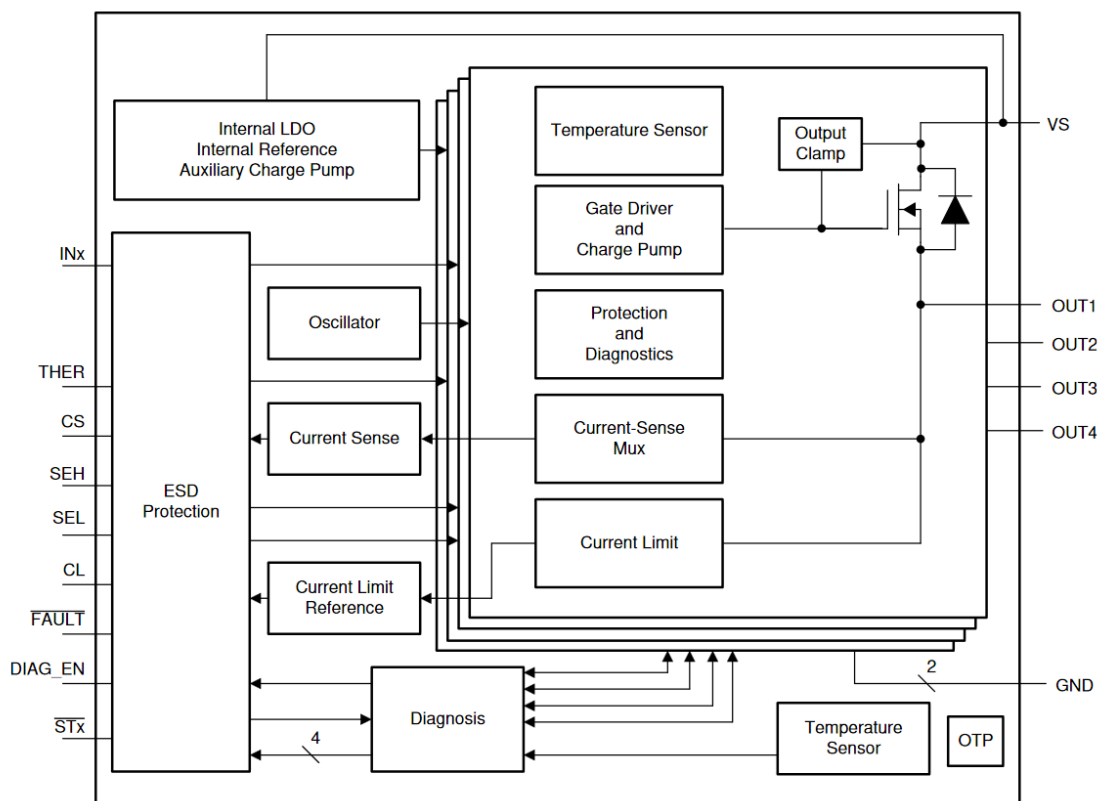 Internal LDO
Internal Reference
Auxiliary Charge Pump
Temperature Sensor
Output
Clamp
VS
Gate Driver
and
Charge Pump
INx
Oscillator
Protection
and
Diagnostics
OUT1
OUT2
OUT3
OUT4
THER
CS
SEH
SEL
CL
FAULT
DIAG_EN
STx
ESD
Protection
Current Sense
Current-Sense
Mux
Current Limit
Current Limit
Reference
Diagnosis
4
2
GND
Temperature
Sensor
OTP